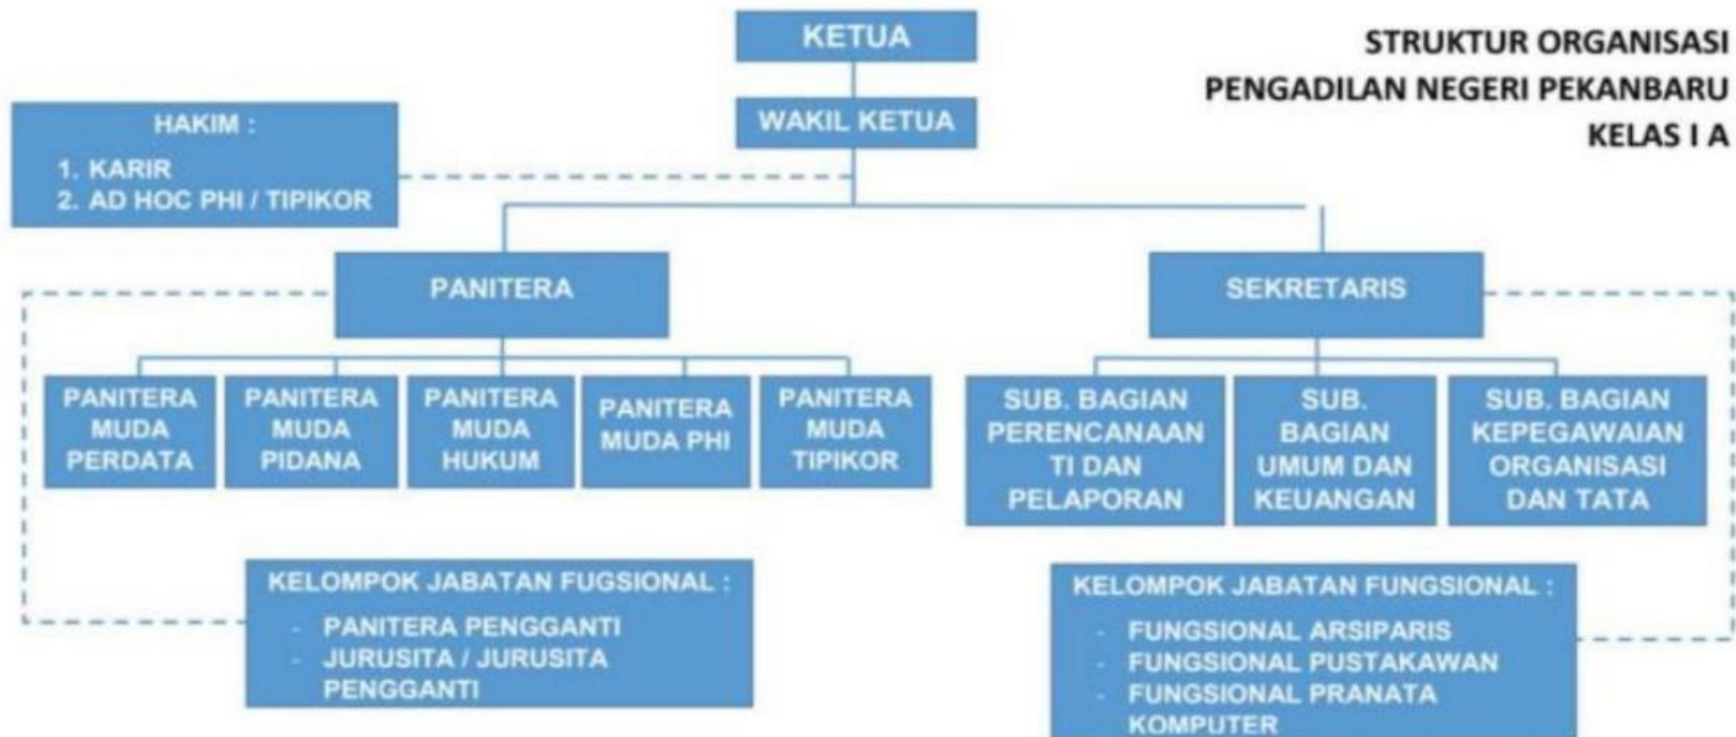 KETUA
STRUKTUR ORGANISASI
PENGADILAN NEGERI PEKANBARU
KELAS I A
WAKIL KETUA
HAKIM :
1. KARIR
2. AD HOC PHI / TIPIKOR
PANITERA
SEKRETARIS
PANITERA
MUDA
PERDATA
PANITERA
MUDA
PIDANA
PANITERA
MUDA
HUKUM
PANITERA
MUDA PHI
PANITERA
MUDA
TIPIKOR
SUB. BAGIAN
PERENCANAAN
TI DAN
PELAPORAN
SUB.
BAGIAN
UMUM DAN
KEUANGAN
SUB. BAGIAN
KEPEGAWAIAN
ORGANISASI
DAN TATA
KELOMPOK JABATAN FUGSIONAL :
- PANITERA PENGGANTI
- JURUSITA / JURUSITA
PENGGANTI
KELOMPOK JABATAN FUNGSIONAL :
- FUNGSIONAL ARSIPARIS
- FUNGSIONAL PUSTAKAWAN
- FUNGSIONAL PRANATA
KOMPUTER